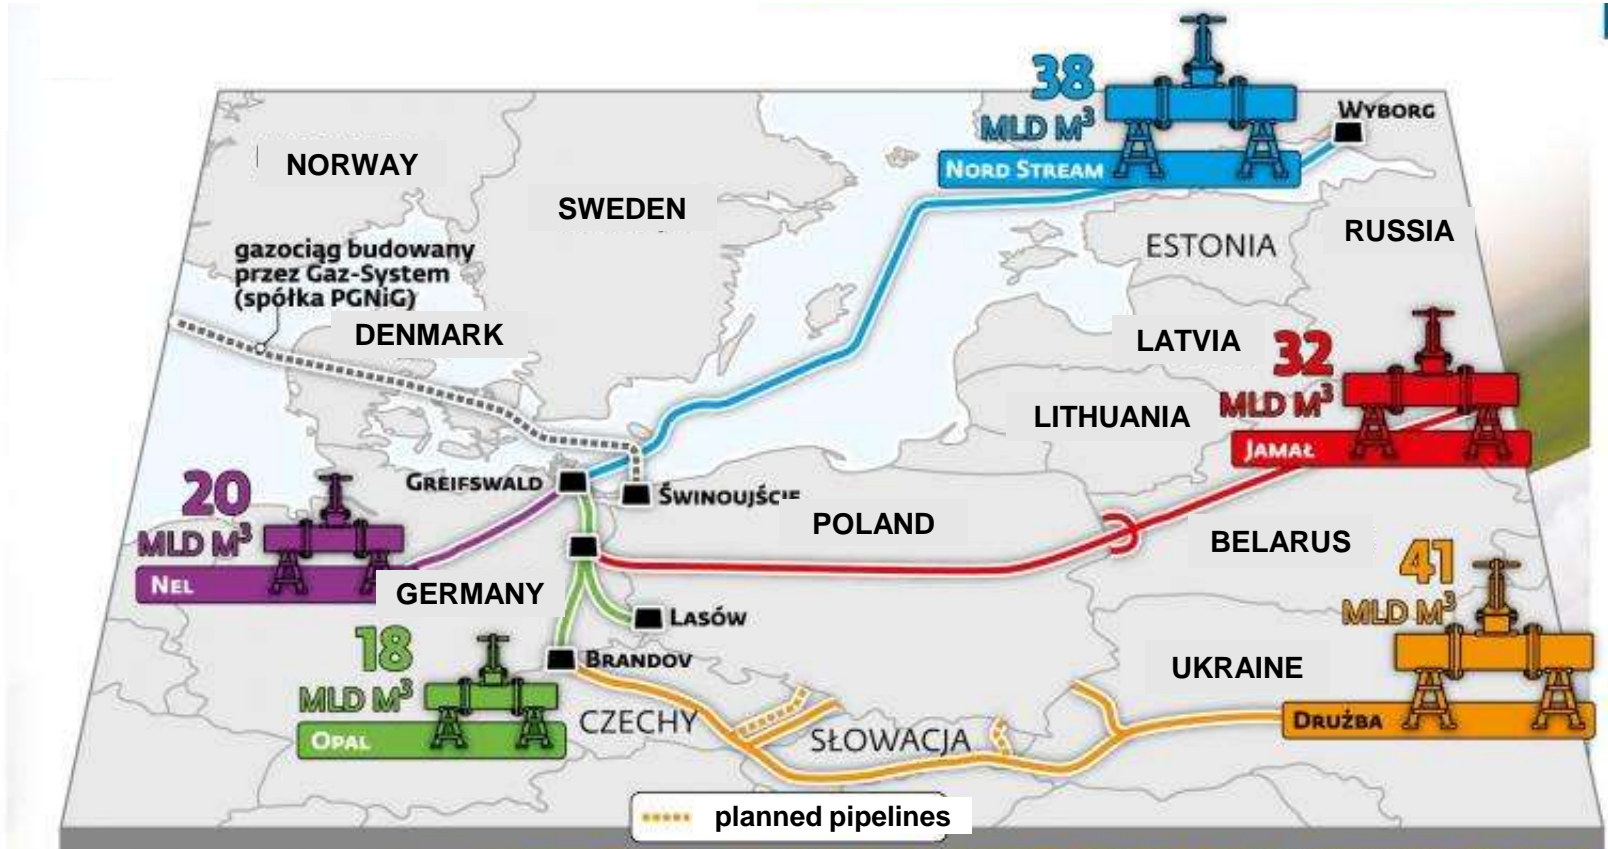 38
MLD M³
WYBORG
NORD STREAM
NORWAY
SWEDEN
ESTONIA
RUSSIA
gazociąg budowany
przez Gaz-System
(spółka PGNiG)
DENMARK
LATVIA
32
MLD M³
LITHUANIA
JAMAŁ
GREIFSWALD
ŚWINOUJŚCIE
20
MLD M³
NEL
POLAND
BELARUS
GERMANY
41
MLD M³
LASÓW
18
MLD M³
BRANDOV
UKRAINE
OPAL
CZECHY
SŁOWACJA
DRUŻBA
planned pipelines